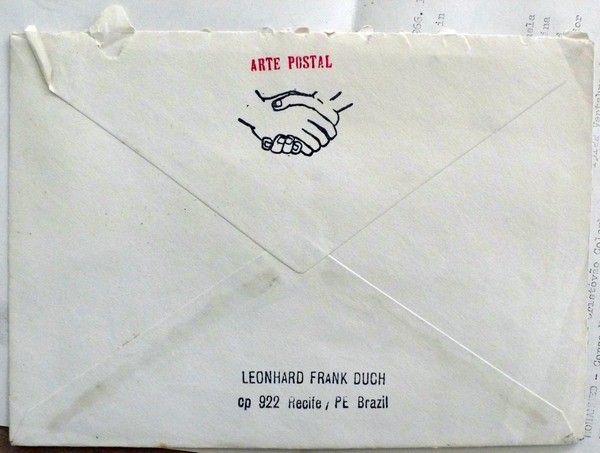 ARTE POSTAL
LEONHARD FRANK DUCH
cp 922 Recife, PE Brazil